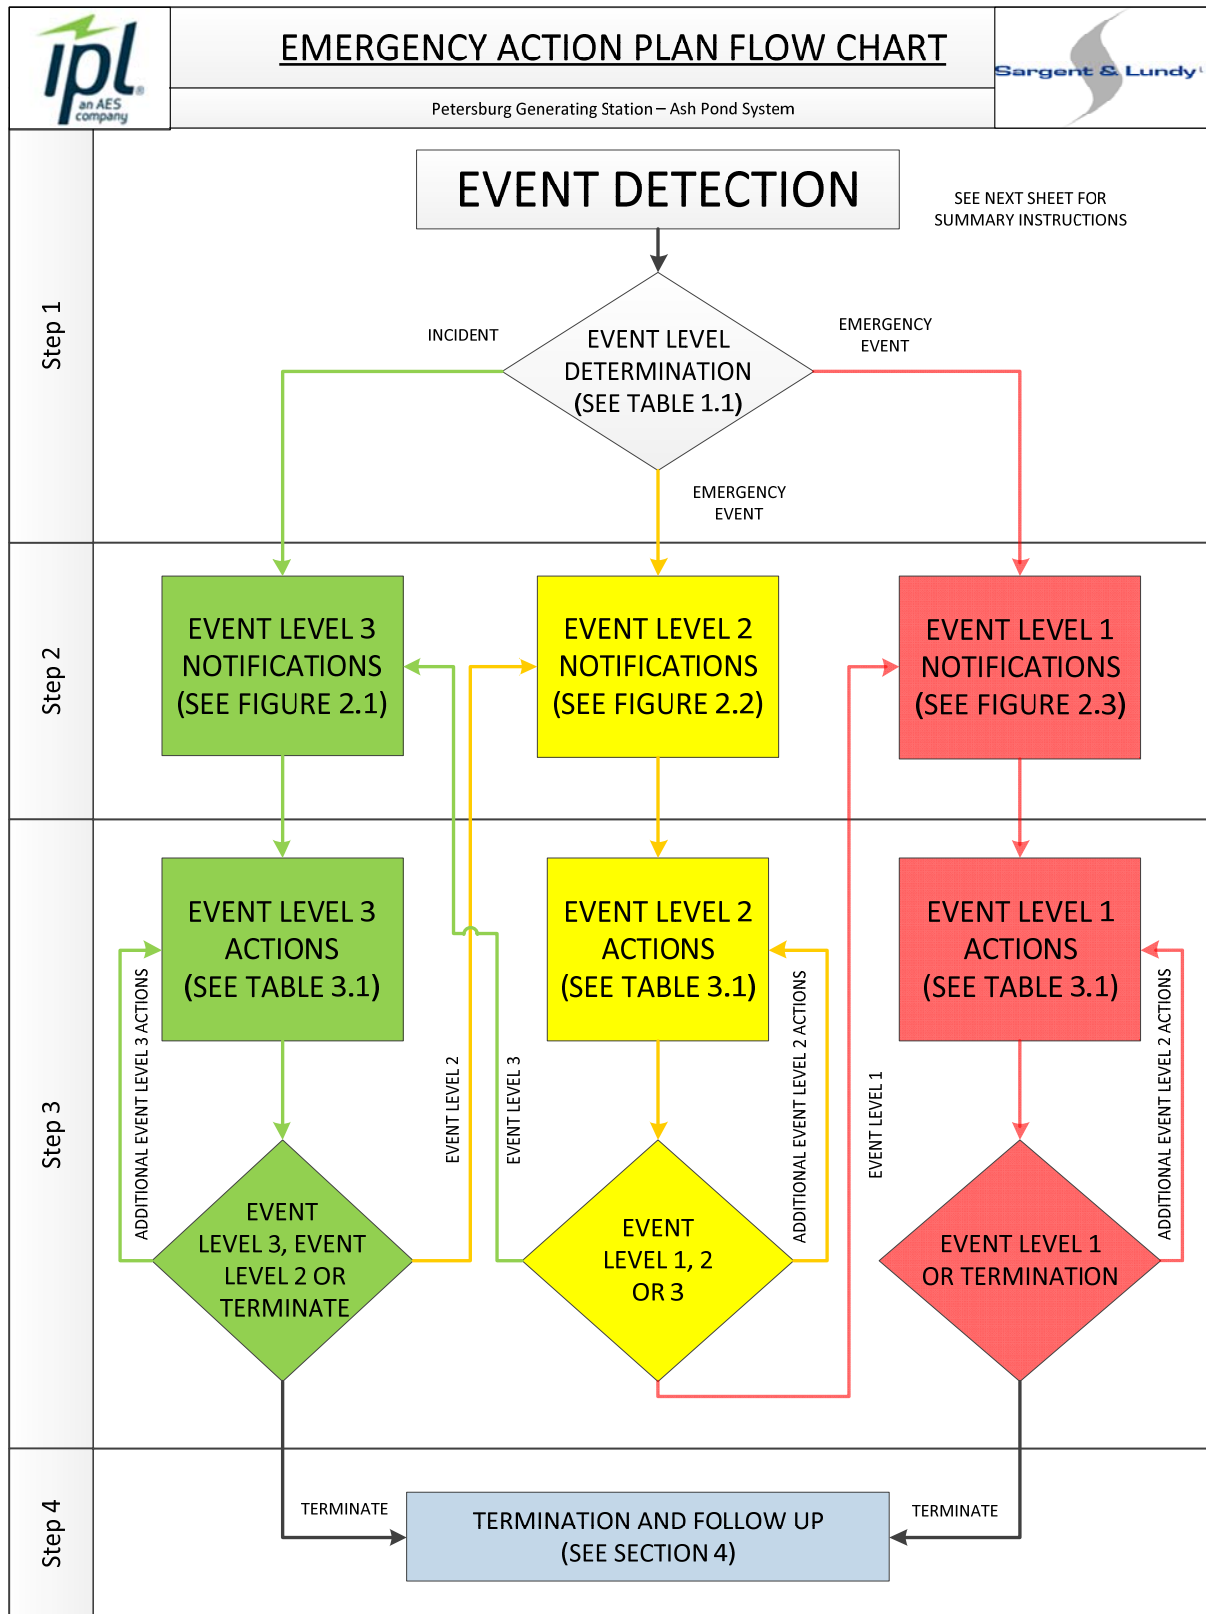 ipl®
an AES
company
EMERGENCY ACTION PLAN FLOW CHART
Petersburg Generating Station – Ash Pond System
Sargent & Lundy
Step 1
EVENT DETECTION
SEE NEXT SHEET FOR
SUMMARY INSTRUCTIONS
INCIDENT
EVENT LEVEL
DETERMINATION
(SEE TABLE 1.1)
EMERGENCY
EVENT
EMERGENCY
EVENT
Step 2
EVENT LEVEL 3
NOTIFICATIONS
(SEE FIGURE 2.1)
EVENT LEVEL 2
NOTIFICATIONS
(SEE FIGURE 2.2)
EVENT LEVEL 1
NOTIFICATIONS
(SEE FIGURE 2.3)
Step 3
EVENT LEVEL 3
ACTIONS
(SEE TABLE 3.1)
EVENT LEVEL 2
ACTIONS
(SEE TABLE 3.1)
EVENT LEVEL 1
ACTIONS
(SEE TABLE 3.1)
ADDITIONAL EVENT LEVEL 3 ACTIONS
EVENT LEVEL 2
EVENT LEVEL 3
ADDITIONAL EVENT LEVEL 2 ACTIONS
EVENT LEVEL 1
ADDITIONAL EVENT LEVEL 2 ACTIONS
EVENT
LEVEL 3, EVENT
LEVEL 2 OR
TERMINATE
EVENT
LEVEL 1, 2
OR 3
EVENT LEVEL 1
OR TERMINATION
Step 4
TERMINATE
TERMINATION AND FOLLOW UP
(SEE SECTION 4)
TERMINATE